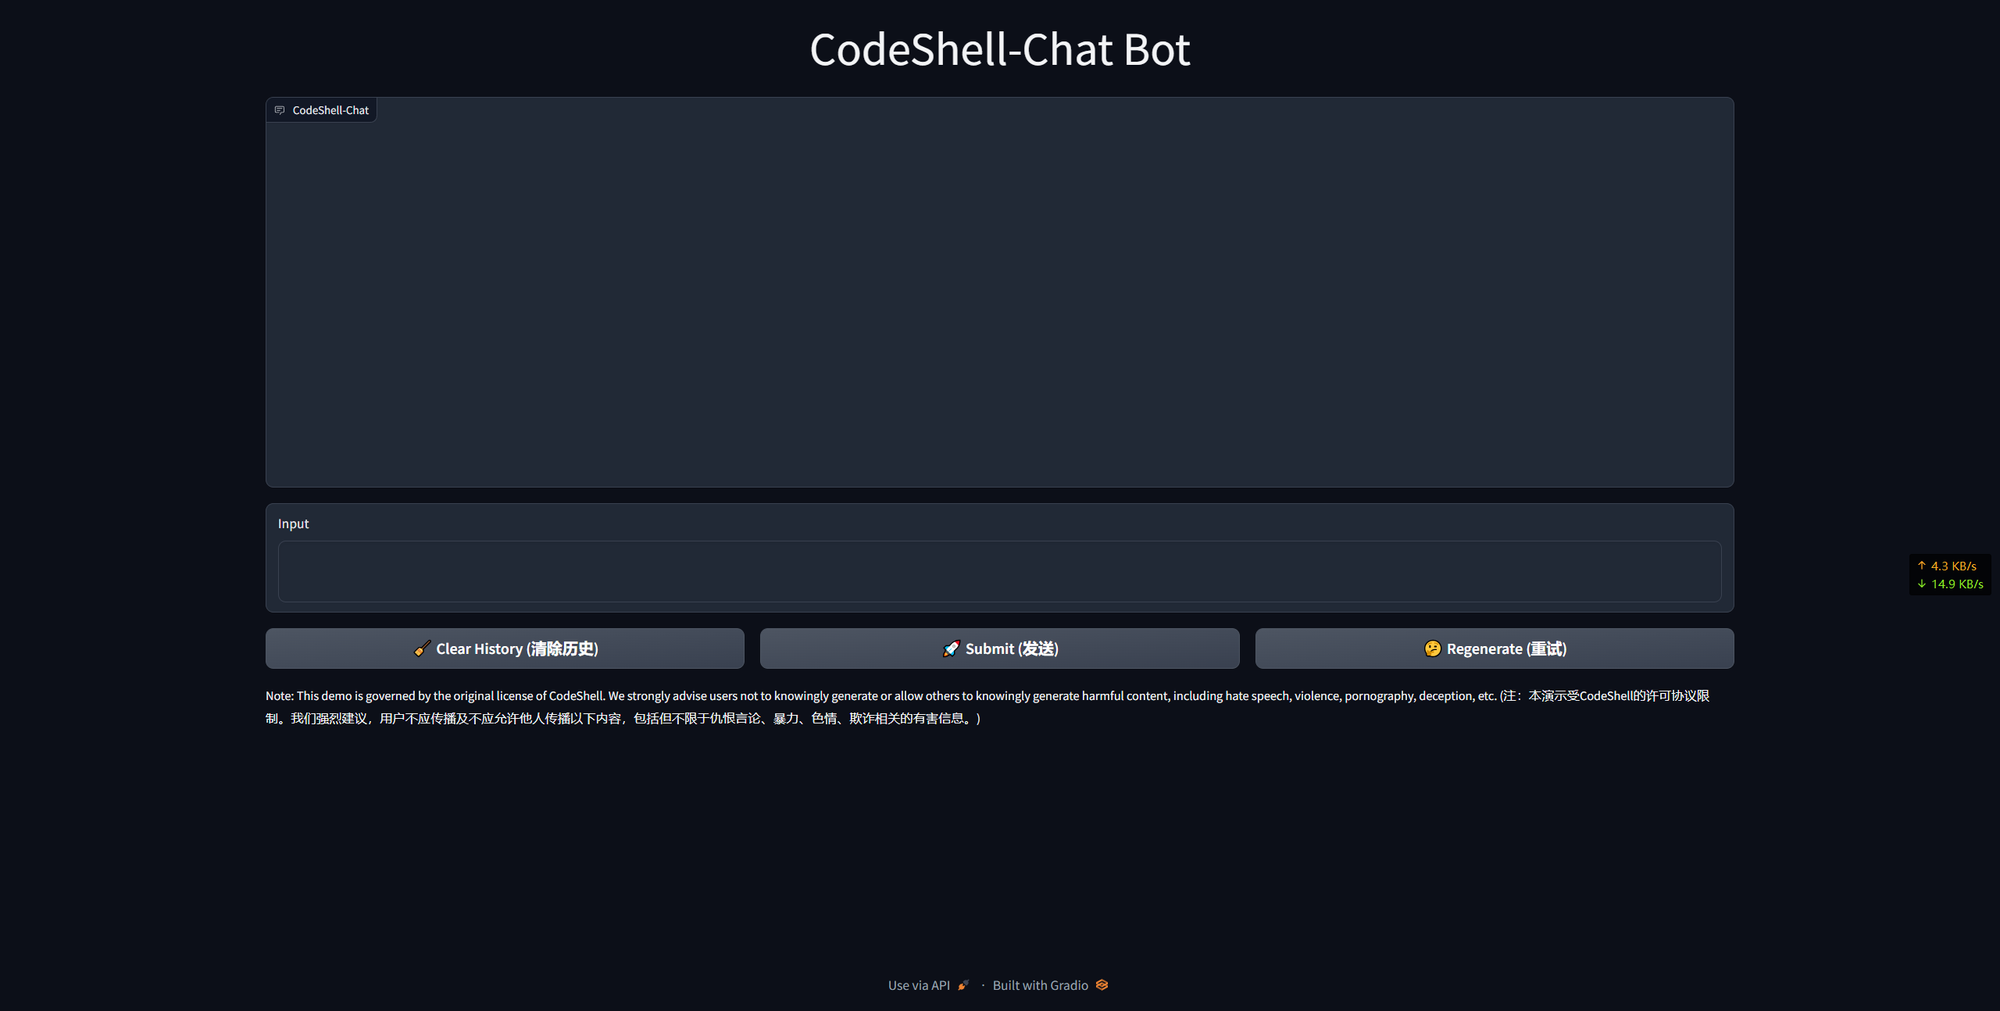 CodeShell-Chat Bot
CodeShell-Chat
Input
↑ 4.3 KB/s
↓ 14.9 KB/s
Clear History (清除历史)
Submit (发送)
Regenerate (重试)
Note: This demo is governed by the original license of CodeShell. We strongly advise users not to knowingly generate or allow others to knowingly generate harmful content, including hate speech, violence, pornography, deception, etc. (注：本演示受CodeShell的许可协议限
制。我们强烈建议，用户不应传播及不应允许他人传播以下内容，包括但不限于仇恨言论、暴力、色情、欺诈相关的有害信息。)
Use via API · Built with Gradio